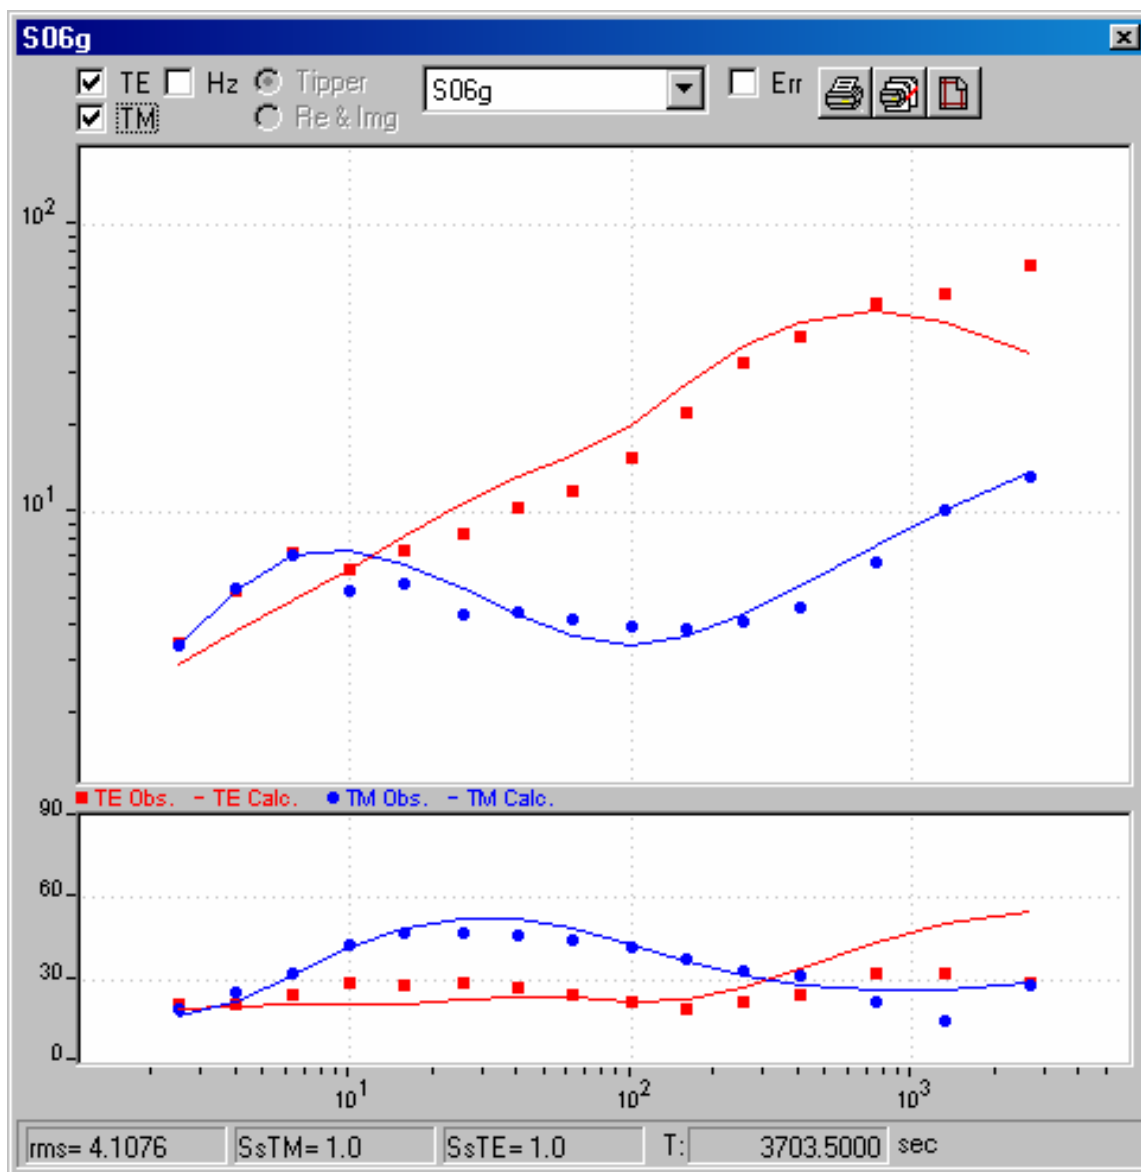 S06g
TE Hz Tipper S06g Err
TM Re & Img
10²
10¹
TE Obs. – TE Calc. TM Obs. – TM Calc.
90
60
30
0
10¹ 10² 10³
rms= 4.1076 SsTM= 1.0 SsTE= 1.0 T: 3703.5000 sec